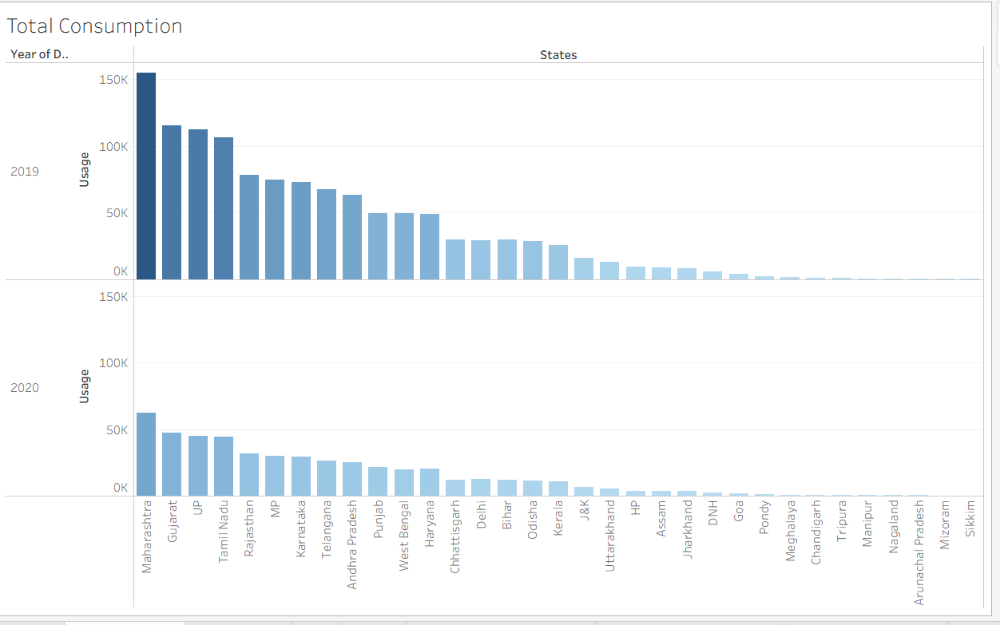 Total Consumption
Year of D..
States
150K
100K
50K
0K
Usage
2019
150K
100K
50K
0K
Usage
2020
Maharashtra
Gujarat
UP
Tamil Nadu
Rajasthan
MP
Karnataka
Telangana
Andhra Pradesh
Punjab
West Bengal
Haryana
Chhattisgarh
Delhi
Bihar
Odisha
Kerala
J&K
Uttarakhand
HP
Assam
Jharkhand
DNH
Goa
Pondy
Meghalaya
Chandigarh
Tripura
Manipur
Nagaland
Arunachal Pradesh
Mizoram
Sikkim